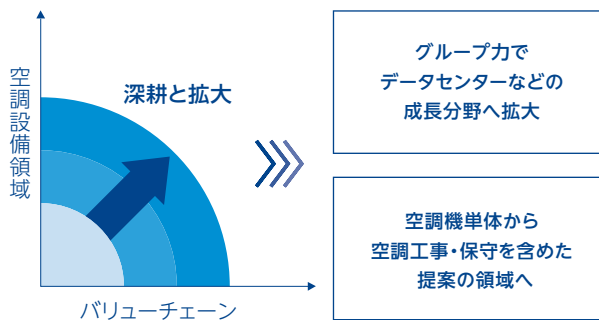 空調設備領域
深耕と拡大
バリューチェーン
グループ力で
データセンターなどの
成長分野へ拡大
空調機単体から
空調工事・保守を含めた
提案の領域へ